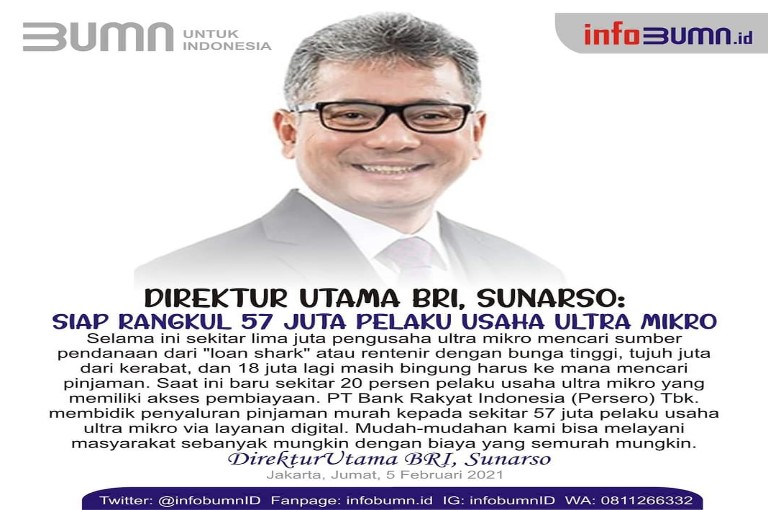 BUMN UNTUK
INDONESIA
infoBUMN.id
DIREKTUR UTAMA BRI, SUNARSO:
SIAP RANGKUL 57 JUTA PELAKU USAHA ULTRA MIKRO
Selama ini sekitar lima juta pengusaha ultra mikro mencari sumber
pendanaan dari "loan shark" atau rentenir dengan bunga tinggi, tujuh juta
dari kerabat, dan 18 juta lagi masih bingung harus ke mana mencari
pinjaman. Saat ini baru sekitar 20 persen pelaku usaha ultra mikro yang
memiliki akses pembiayaan. PT Bank Rakyat Indonesia (Persero) Tbk.
membidik penyaluran pinjaman murah kepada sekitar 57 juta pelaku usaha
ultra mikro via layanan digital. Mudah-mudahan kami bisa melayani
masyarakat sebanyak mungkin dengan biaya yang semurah mungkin.
DirekturUtama BRI, Sunarso
Jakarta, Jumat, 5 Februari 2021
Twitter: @infobumnID Fanpage: infobumn.id IG: infobumnID WA: 0811266332